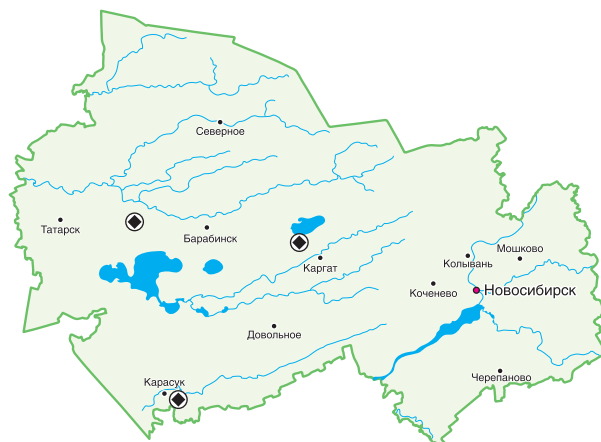 Северное
Татарск
Барабинск
Каргат
Колывань
Мошково
Коченево
Новосибирск
Довольное
Карасук
Черепаново